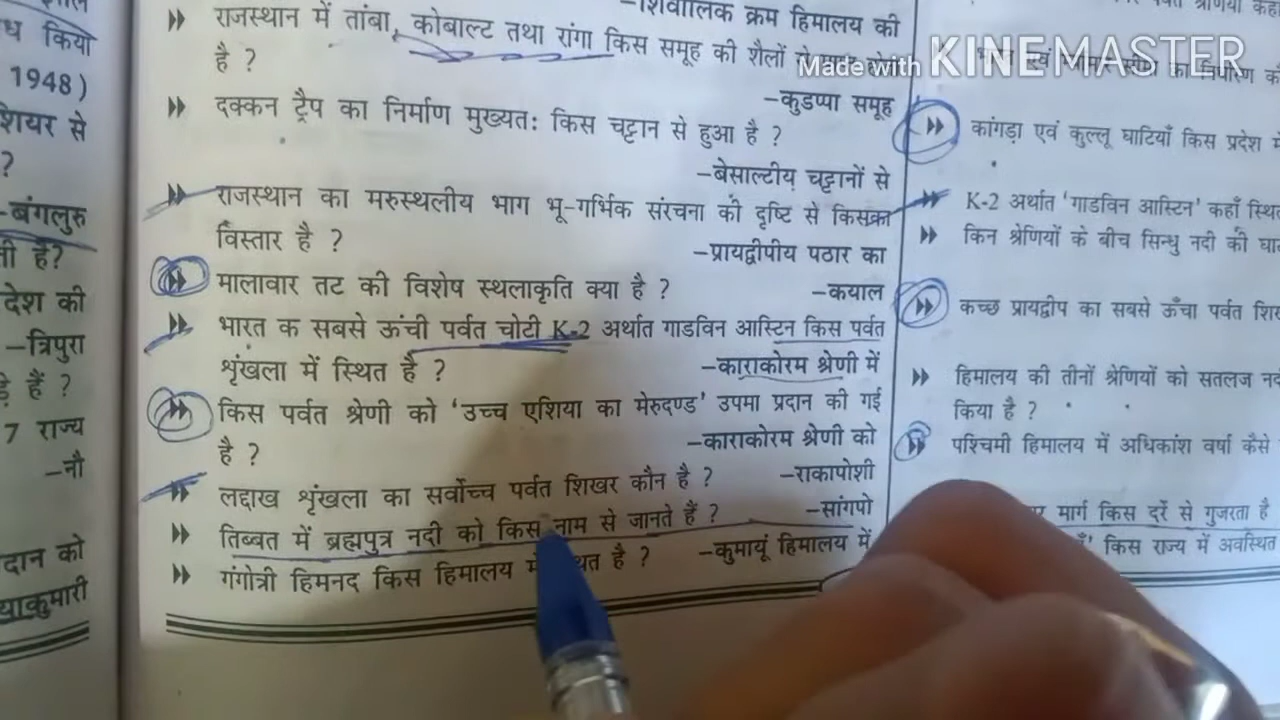 ध किया
1948)
शियर से
?
-बंगलुरु
ती है?
देश की
-त्रिपुरा
ड़े हैं ?
7 राज्य
-नौ
दान को
याकुमारी
-शिवालिक क्रम हिमालय की
राजस्थान में तांबा, कोबाल्ट तथा रांगा किस समूह की शैलों
है ?
-कुडप्पा समूह
दक्कन ट्रैप का निर्माण मुख्यतः किस चट्टान से हुआ है ?
-बेसाल्टीय चट्टानों से
राजस्थान का मरुस्थलीय भाग भू-गर्भिक संरचना की दृष्टि से किसका
विस्तार है ?
-प्रायद्वीपीय पठार का
मालावार तट की विशेष स्थलाकृति क्या है ?
-कयाल
भारत क सबसे ऊंची पर्वत चोटी K-2 अर्थात गाडविन आस्टिन किस पर्वत
शृंखला में स्थित है ?
-काराकोरम श्रेणी में
किस पर्वत श्रेणी को 'उच्च एशिया का मेरुदण्ड' उपमा प्रदान की गई
है ?
-काराकोरम श्रेणी को
लद्दाख शृंखला का सर्वोच्च पर्वत शिखर कौन है ?
-राकापोशी
तिब्बत में ब्रह्मपुत्र नदी को किस नाम से जानते हैं ?
-सांगपो
गंगोत्री हिमनद किस हिमालय में है ?
-कुमायूं हिमालय में
Made with KINEMASTER
कांगड़ा एवं कुल्लू घाटियाँ किस प्रदेश में
K-2 अर्थात 'गाडविन आस्टिन' कहाँ स्थि
किन श्रेणियों के बीच सिन्धु नदी की घा
कच्छ प्रायद्वीप का सबसे ऊँचा पर्वत शि
हिमालय की तीनों श्रेणियों को सतलज नद
किया है ?
पश्चिमी हिमालय में अधिकांश वर्षा कैसे
मार्ग किस दर्रे से गुजरता है
किस राज्य में अवस्थित